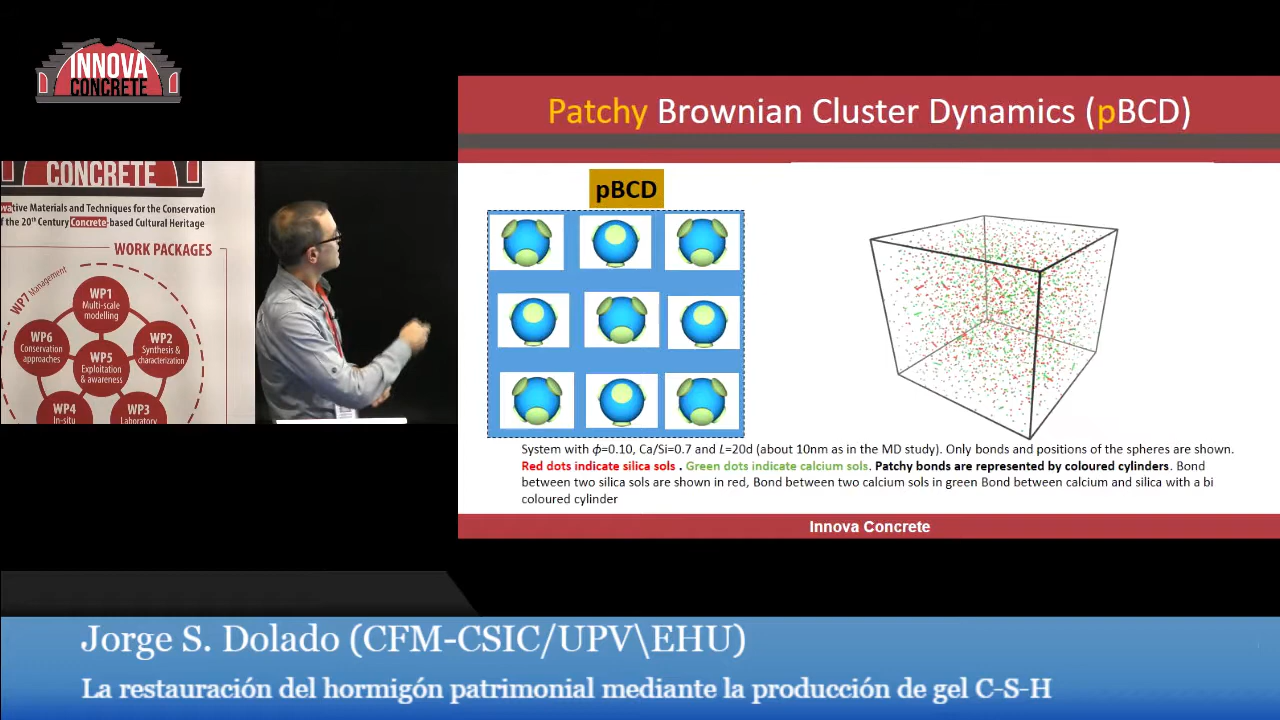 INNOVA
CONCRETE
CONCRETE
vative Materials and Techniques for the Conservation
f the 20th Century Concrete-based Cultural Heritage
WORK PACKAGES
WP7 Management
WP1
Multi-scale
modelling
WP6
Conservation
approaches
WP2
Synthesis &
characterization
WP5
Exploitation
& awareness
WP4
In-situ
WP3
Laboratory
Patchy Brownian Cluster Dynamics (pBCD)
pBCD
System with ϕ=0.10, Ca/Si=0.7 and L=20d (about 10nm as in the MD study). Only bonds and positions of the spheres are shown.
Red dots indicate silica sols . Green dots indicate calcium sols. Patchy bonds are represented by coloured cylinders. Bond
between two silica sols are shown in red, Bond between two calcium sols in green Bond between calcium and silica with a bi
coloured cylinder
Innova Concrete
Jorge S. Dolado (CFM-CSIC/UPV\EHU)
La restauración del hormigón patrimonial mediante la producción de gel C-S-H